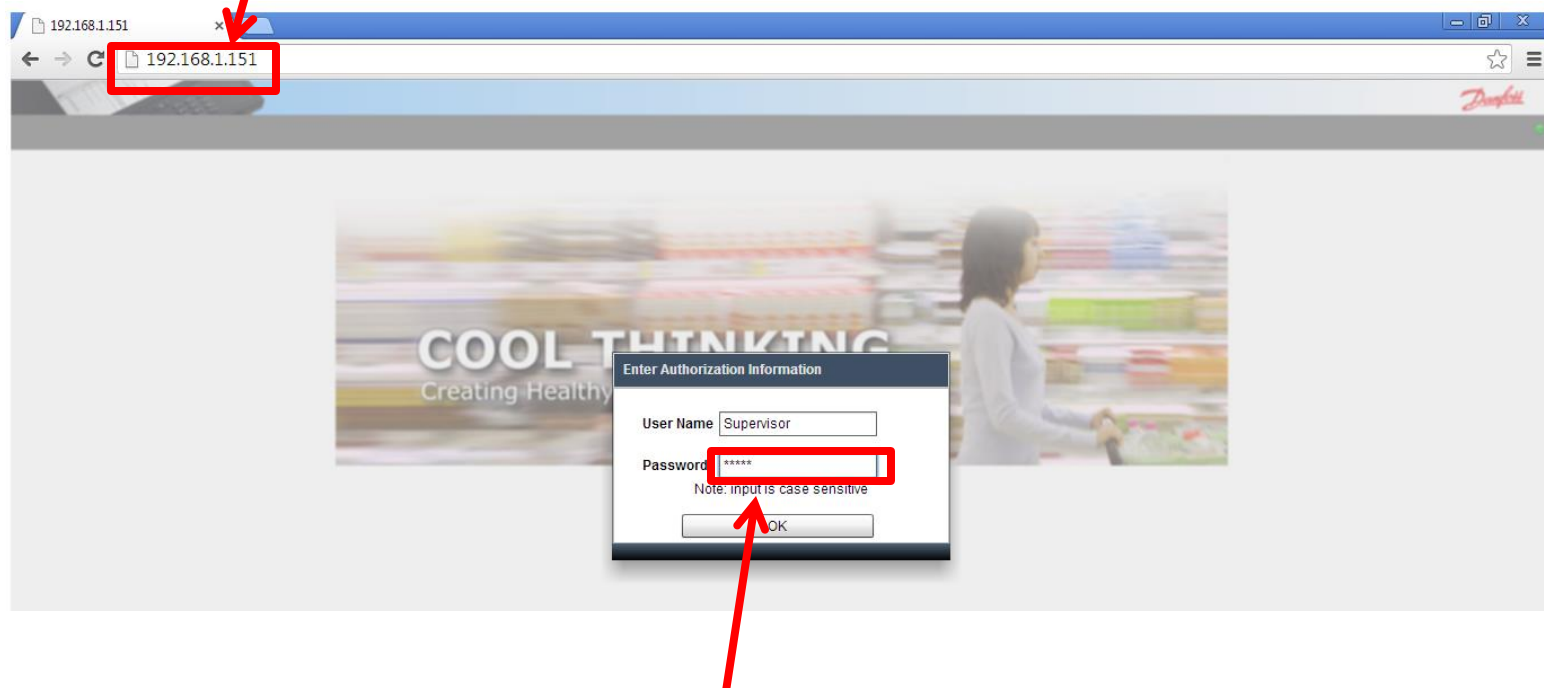 192.168.1.151 ×
192.168.1.151
Danfoss
COOL THINKING
Creating Healthy
Enter Authorization Information
User Name Supervisor
Password *****
Note: input is case sensitive
OK